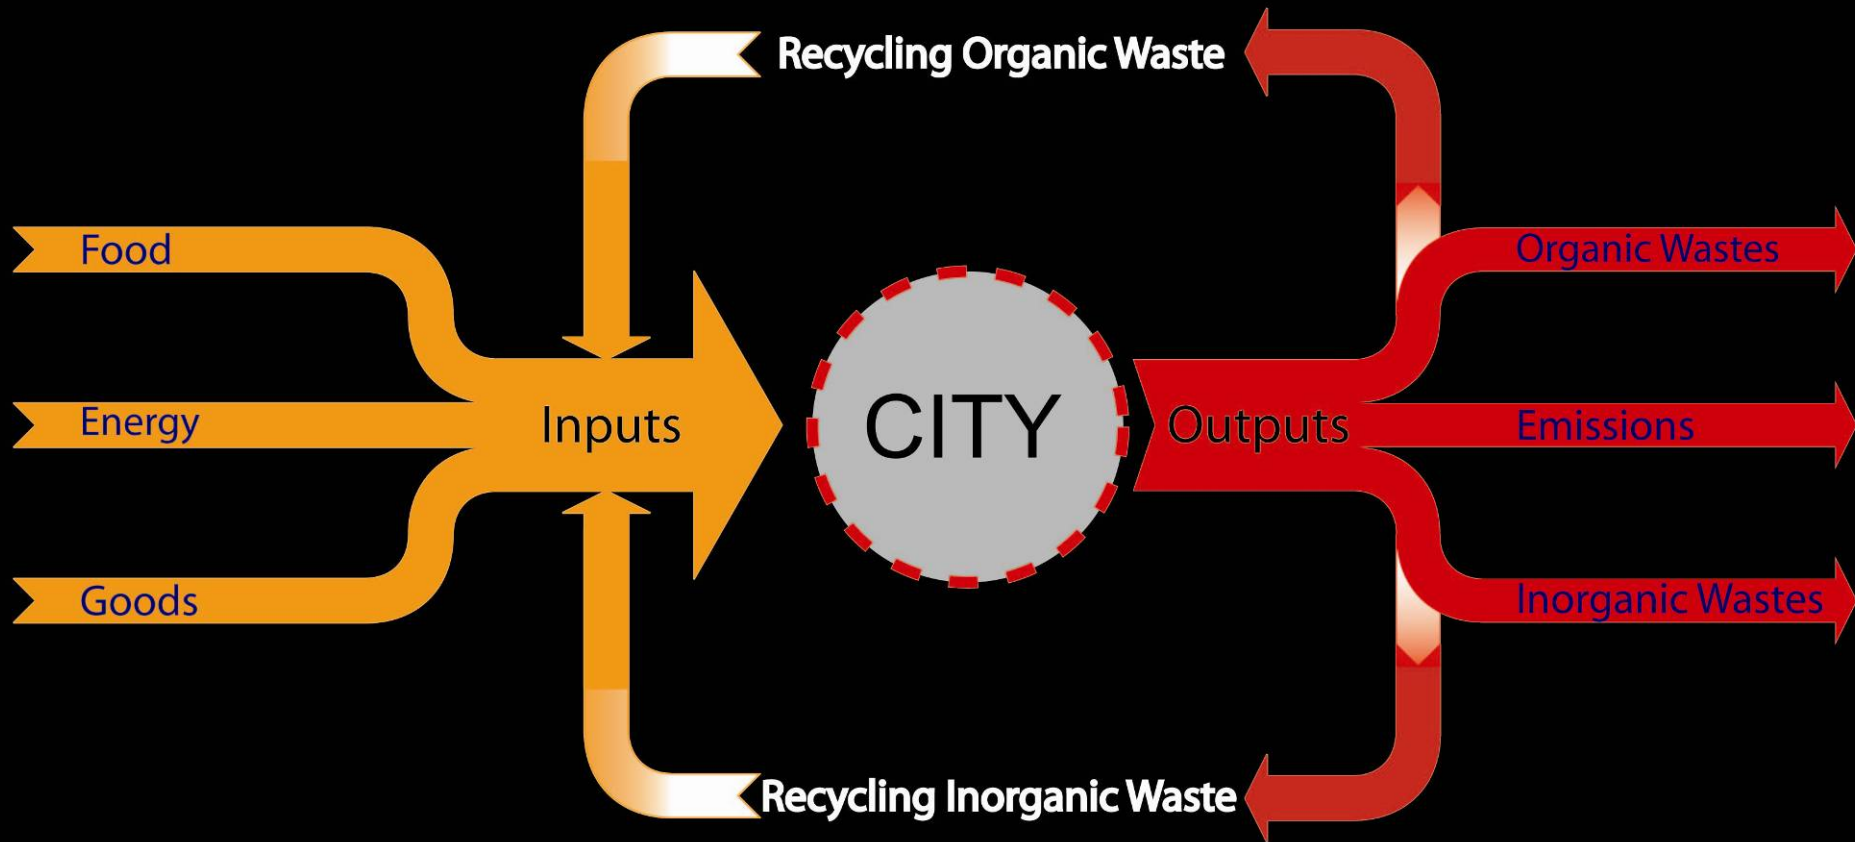 Recycling Organic Waste
Food
Organic Wastes
Energy
Inputs
CITY
Outputs
Emissions
Goods
Inorganic Wastes
Recycling Inorganic Waste